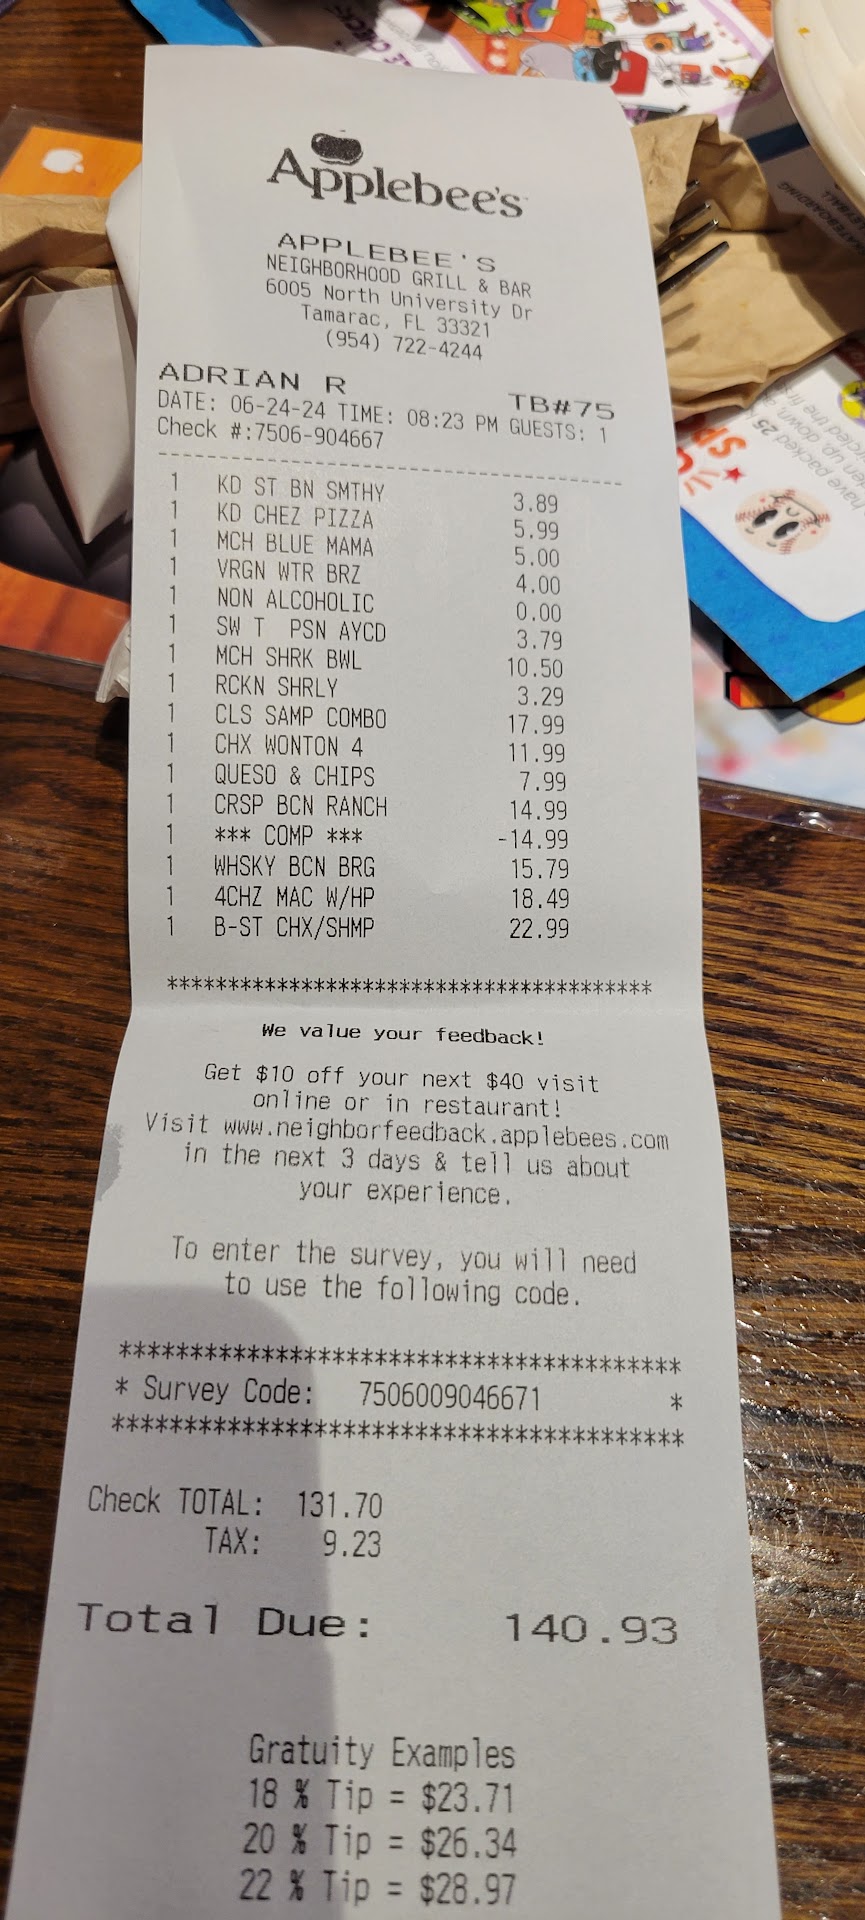 Applebee's
APPLEBEE'S
NEIGHBORHOOD GRILL & BAR
6005 North University Dr
Tamarac, FL 33321
(954) 722-4244
ADRIAN R TB#75
DATE: 06-24-24 TIME: 08:23 PM GUESTS: 1
Check #:7506-904667
----------------------------------------
1 KD ST BN SMTHY 3.89
1 KD CHEZ PIZZA 5.99
1 MCH BLUE MAMA 5.00
1 VRGN WTR BRZ 4.00
1 NON ALCOHOLIC 0.00
1 SW T PSN AYCD 3.79
1 MCH SHRK BWL 10.50
1 RCKN SHRLY 3.29
1 CLS SAMP COMBO 17.99
1 CHX WONTON 4 11.99
1 QUESO & CHIPS 7.99
1 CRSP BCN RANCH 14.99
1 *** COMP *** -14.99
1 WHSKY BCN BRG 15.79
1 4CHZ MAC W/HP 18.49
1 B-ST CHX/SHMP 22.99
****************************************
We value your feedback!
Get $10 off your next $40 visit
online or in restaurant!
Visit www.neighborfeedback.applebees.com
in the next 3 days & tell us about
your experience.
To enter the survey, you will need
to use the following code.
****************************************
* Survey Code: 7506009046671 *
****************************************
Check TOTAL: 131.70
TAX: 9.23
Total Due: 140.93
Gratuity Examples
18 % Tip = $23.71
20 % Tip = $26.34
22 % Tip = $28.97